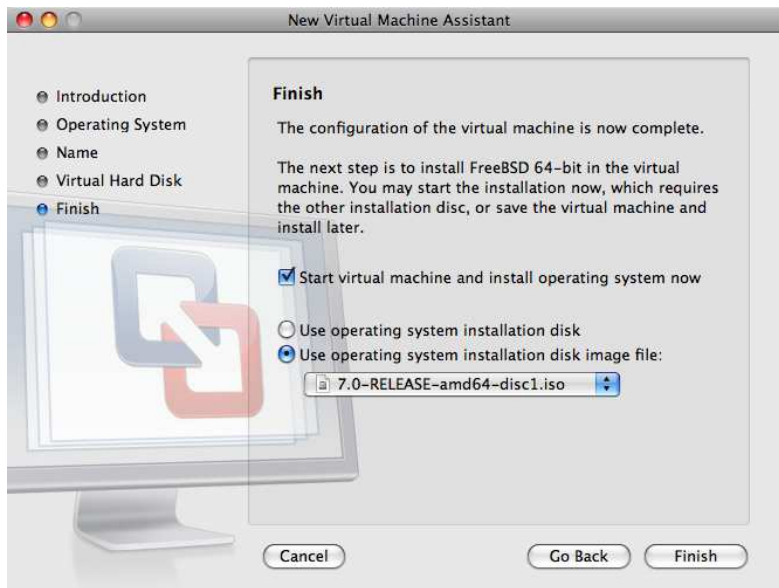 New Virtual Machine Assistant
Introduction
Operating System
Name
Virtual Hard Disk
Finish
Finish
The configuration of the virtual machine is now complete.
The next step is to install FreeBSD 64-bit in the virtual
machine. You may start the installation now, which requires
the other installation disc, or save the virtual machine and
install later.
Start virtual machine and install operating system now
Use operating system installation disk
Use operating system installation disk image file:
7.0-RELEASE-amd64-disc1.iso
Cancel
Go Back
Finish